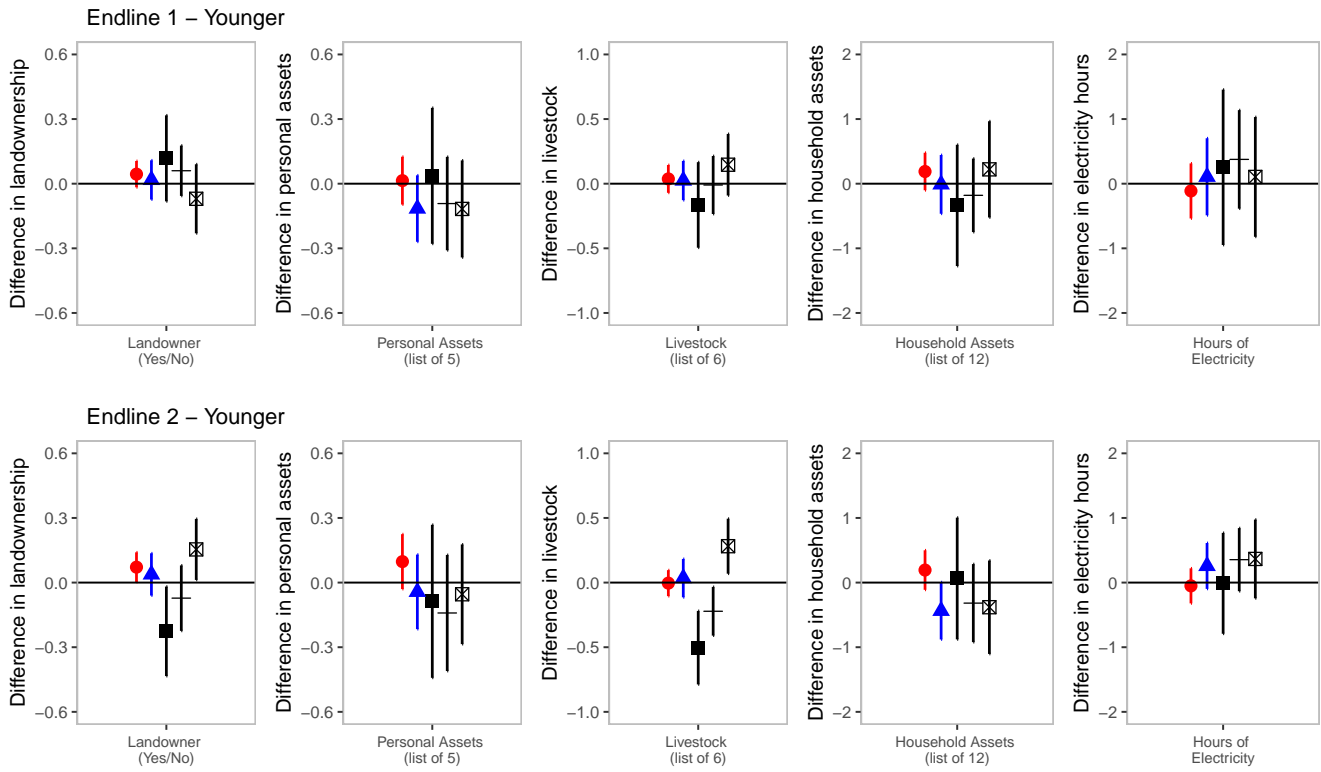 Endline 1 – Younger
Difference in landownership
0.6
0.3
0.0
−0.3
−0.6
Landowner
(Yes/No)
Difference in personal assets
0.6
0.3
0.0
−0.3
−0.6
Personal Assets
(list of 5)
Difference in livestock
1.0
0.5
0.0
−0.5
−1.0
Livestock
(list of 6)
Difference in household assets
2
1
0
−1
−2
Household Assets
(list of 12)
Difference in electricity hours
2
1
0
−1
−2
Hours of
Electricity
Endline 2 – Younger
Difference in landownership
0.6
0.3
0.0
−0.3
−0.6
Landowner
(Yes/No)
Difference in personal assets
0.6
0.3
0.0
−0.3
−0.6
Personal Assets
(list of 5)
Difference in livestock
1.0
0.5
0.0
−0.5
−1.0
Livestock
(list of 6)
Difference in household assets
2
1
0
−1
−2
Household Assets
(list of 12)
Difference in electricity hours
2
1
0
−1
−2
Hours of
Electricity